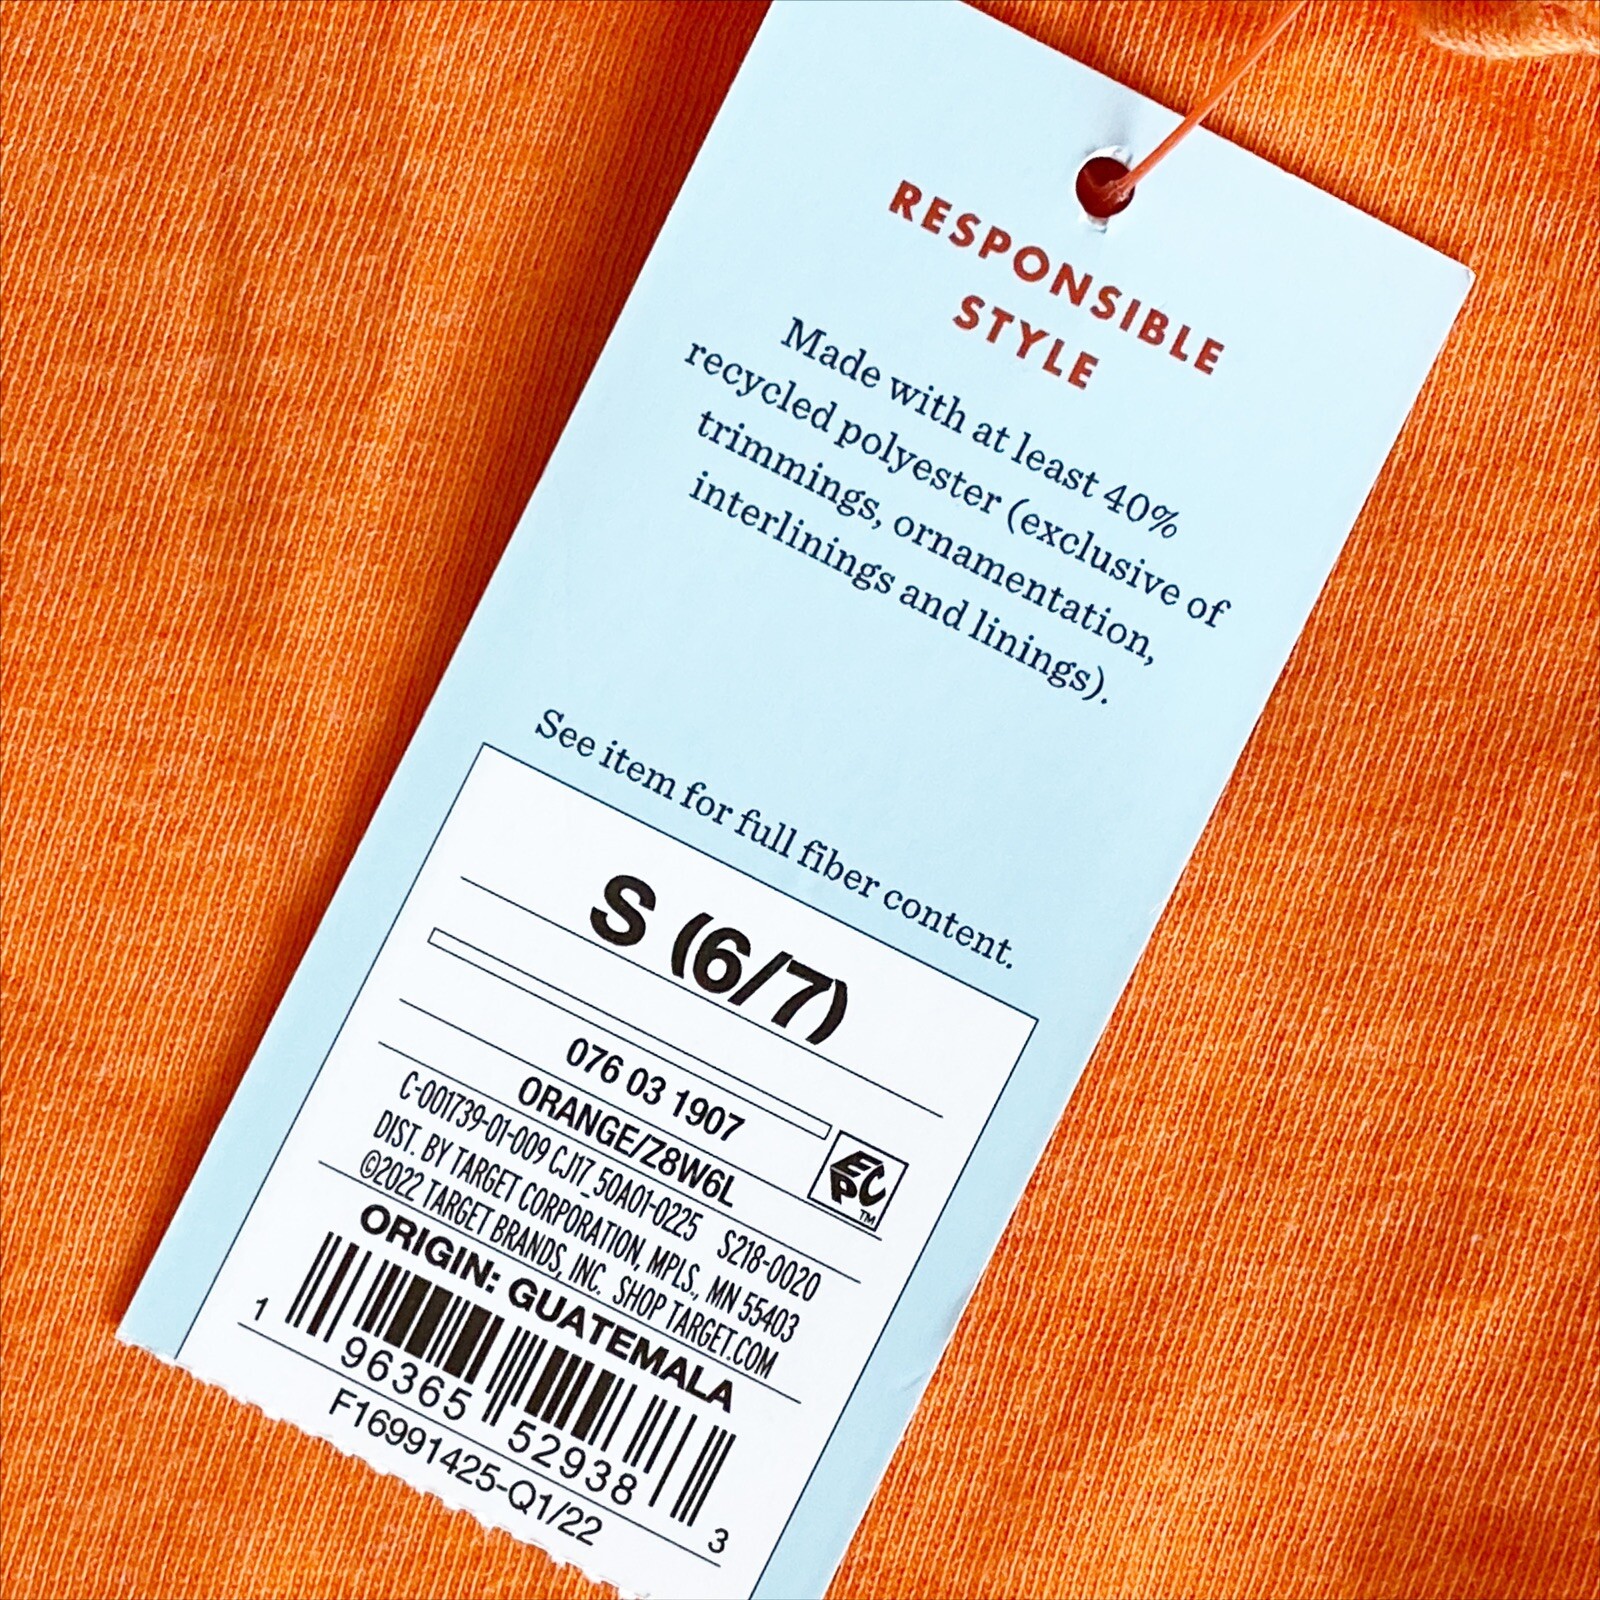 RESPONSIBLE
STYLE
Made with at least 40%
recycled polyester (exclusive of
trimmings, ornamentation,
interlinings and linings).
See item for full fiber content.
S (6/7)
076 03 1907
ORANGE/Z8W6L
C-001739-01-009 CJ17_50A01-0225 S218-0020
DIST. BY TARGET CORPORATION, MPLS., MN 55403
©2022 TARGET BRANDS, INC. SHOP TARGET.COM
EPC™
ORIGIN: GUATEMALA
1 96365 52938 3
F16991425-Q1/22